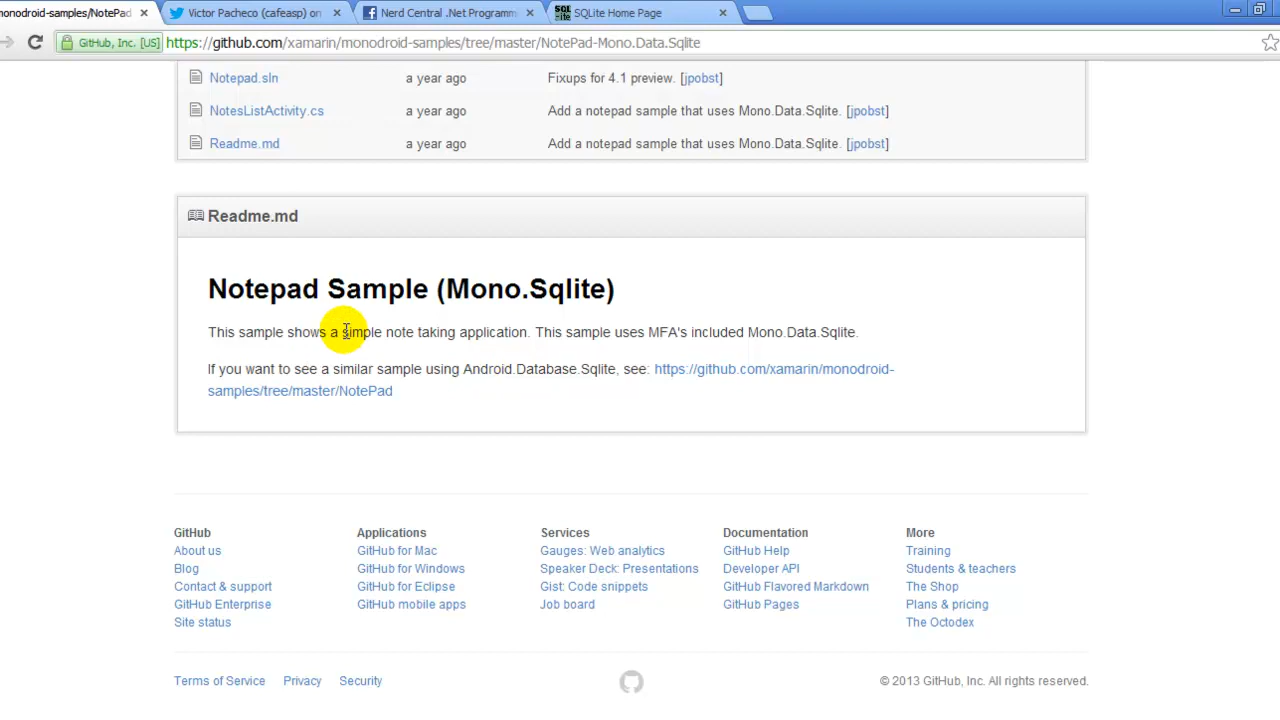 monodroid-samples/NotePad
Victor Pacheco (cafeasp) on
Nerd Central .Net Programm
SQLite Home Page
GitHub, Inc. [US] https://github.com/xamarin/monodroid-samples/tree/master/NotePad-Mono.Data.Sqlite
Notepad.sln a year ago Fixups for 4.1 preview. [jpobst]
NotesListActivity.cs a year ago Add a notepad sample that uses Mono.Data.Sqlite. [jpobst]
Readme.md a year ago Add a notepad sample that uses Mono.Data.Sqlite. [jpobst]
Readme.md
Notepad Sample (Mono.Sqlite)
This sample shows a simple note taking application. This sample uses MFA's included Mono.Data.Sqlite.
If you want to see a similar sample using Android.Database.Sqlite, see: https://github.com/xamarin/monodroid-
samples/tree/master/NotePad
GitHub Applications Services Documentation More
About us GitHub for Mac Gauges: Web analytics GitHub Help Training
Blog GitHub for Windows Speaker Deck: Presentations Developer API Students & teachers
Contact & support GitHub for Eclipse Gist: Code snippets GitHub Flavored Markdown The Shop
GitHub Enterprise GitHub mobile apps Job board GitHub Pages Plans & pricing
Site status The Octodex
Terms of Service Privacy Security © 2013 GitHub, Inc. All rights reserved.